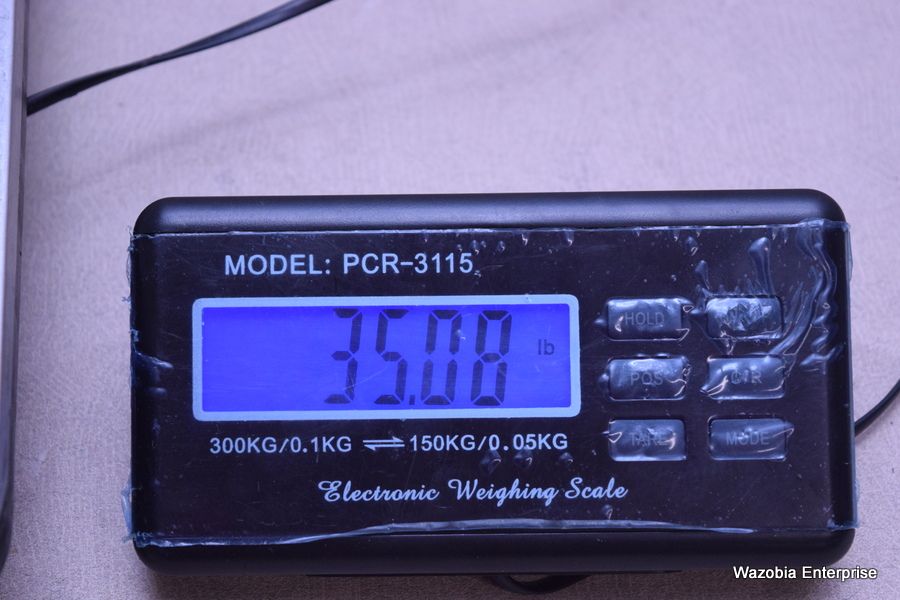 MODEL: PCR-3115
35.08 lb
300KG/0.1KG ⇌ 150KG/0.05KG
Electronic Weighing Scale
HOLD
POS C/R
TARE MODE
Wazobia Enterprise